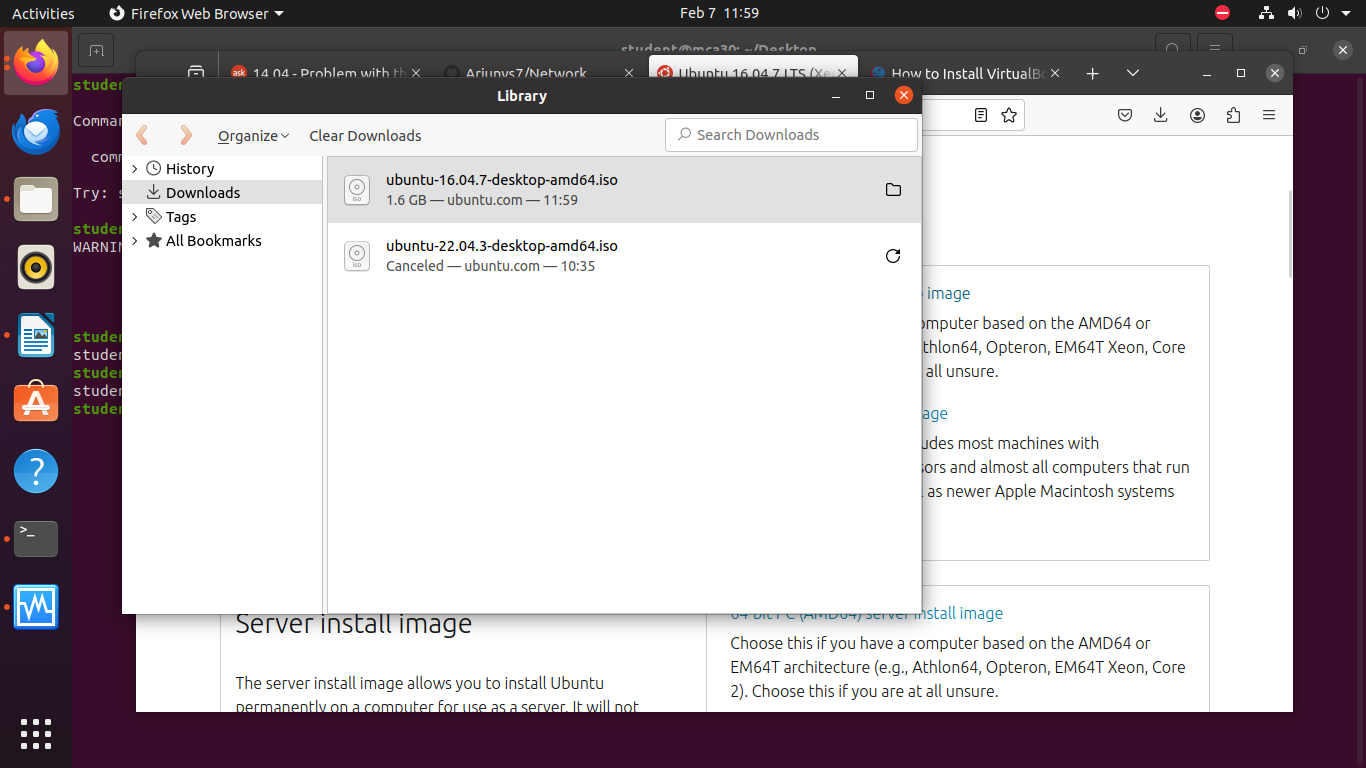 Activities
Firefox Web Browser
Feb 7 11:59
student@mca30: ~/Desktop
14.04 - Problem with th
Arjunvs7/Network
Ubuntu 16.04.7 LTS (Xe
How to Install VirtualBo
Library
Organize
Clear Downloads
Search Downloads
History
Downloads
Tags
All Bookmarks
ubuntu-16.04.7-desktop-amd64.iso
1.6 GB — ubuntu.com — 11:59
ubuntu-22.04.3-desktop-amd64.iso
Canceled — ubuntu.com — 10:35
studen
Comman
comm
Try: s
studen
WARNIN
studen
studen
studen
studen
studen
image
omputer based on the AMD64 or
thlon64, Opteron, EM64T Xeon, Core
all unsure.
age
udes most machines with
sors and almost all computers that run
as newer Apple Macintosh systems
Server install image
The server install image allows you to install Ubuntu
permanently on a computer for use as a server. It will not
64-bit PC (AMD64) server install image
Choose this if you have a computer based on the AMD64 or
EM64T architecture (e.g., Athlon64, Opteron, EM64T Xeon, Core
2). Choose this if you are at all unsure.